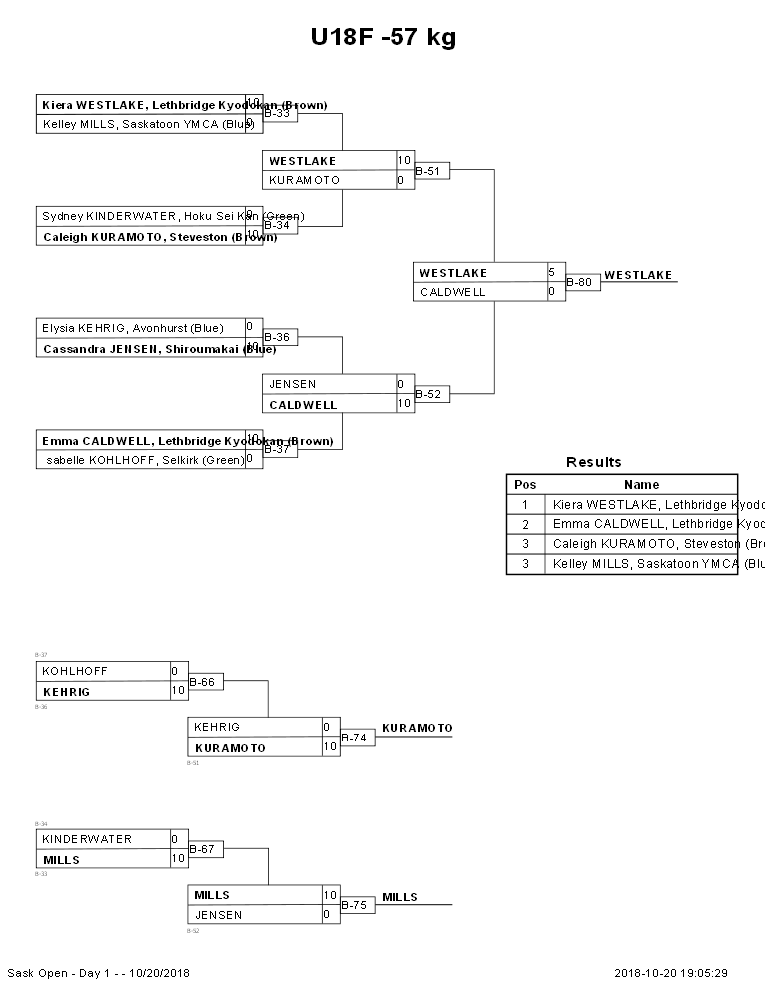 U18F -57 kg
Kiera WESTLAKE, Lethbridge Kyodokan (Brown) 10
B-33
Kelley MILLS, Saskatoon YMCA (Blue) 0
WESTLAKE 10
B-51
KURAMOTO 0
Sydney KINDERWATER, Hoku Sei Kan (Green) 0
B-34
Caleigh KURAMOTO, Steveston (Brown) 10
WESTLAKE 5
B-80 WESTLAKE
CALDWELL 0
Elysia KEHRIG, Avonhurst (Blue) 0
B-36
Cassandra JENSEN, Shiroumakai (Blue) 10
JENSEN 0
B-52
CALDWELL 10
Emma CALDWELL, Lethbridge Kyodokan (Brown) 10
B-37
sabelle KOHLHOFF, Selkirk (Green) 0
Results
Pos Name
1 Kiera WESTLAKE, Lethbridge Kyodo
2 Emma CALDWELL, Lethbridge Kyodo
3 Caleigh KURAMOTO, Steveston (Bro
3 Kelley MILLS, Saskatoon YMCA (Blu
B-37
KOHLHOFF 0
B-66
KEHRIG 10
B-36
KEHRIG 0
B-74 KURAMOTO
KURAMOTO 10
B-51
B-34
KINDERWATER 0
B-67
MILLS 10
B-33
MILLS 10
B-75 MILLS
JENSEN 0
B-52
Sask Open - Day 1 - - 10/20/2018 2018-10-20 19:05:29